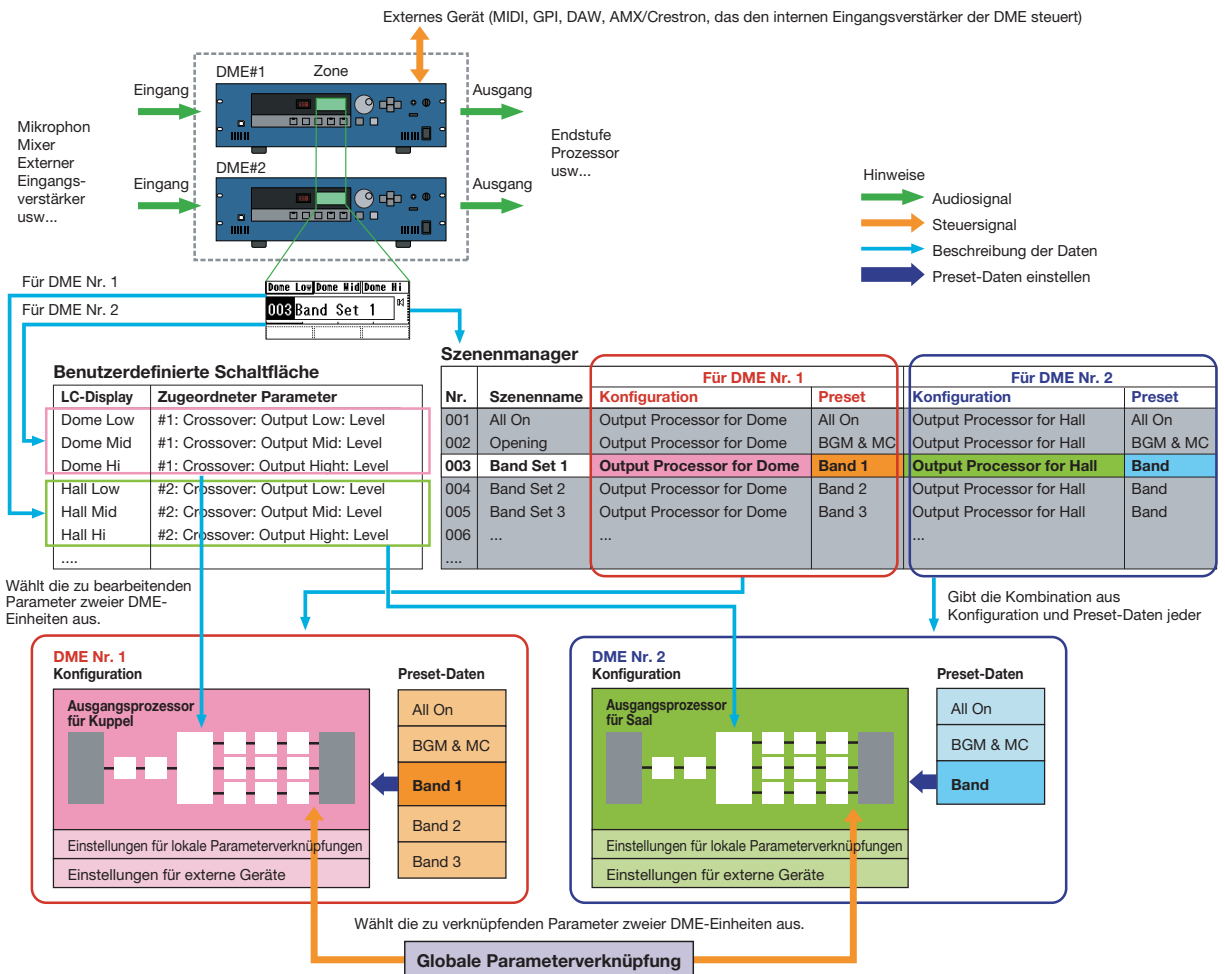 Externes Gerät (MIDI, GPI, DAW, AMX/Crestron, das den internen Eingangsverstärker der DME steuert)
DME#1
Zone
Eingang
Ausgang
Mikrophon
Mixer
Externer
Eingangs-
verstärker
usw...
Endstufe
Prozessor
usw...
DME#2
Eingang
Ausgang
Hinweise
Audiosignal
Steuersignal
Beschreibung der Daten
Preset-Daten einstellen
Für DME Nr. 1
Für DME Nr. 2
Dome Low Dome Mid Dome Hi
003 Band Set 1
Benutzerdefinierte Schaltfläche
LC-Display Zugeordneter Parameter
Dome Low #1: Crossover: Output Low: Level
Dome Mid #1: Crossover: Output Mid: Level
Dome Hi #1: Crossover: Output Hight: Level
Hall Low #2: Crossover: Output Low: Level
Hall Mid #2: Crossover: Output Mid: Level
Hall Hi #2: Crossover: Output Hight: Level
....
Szenenmanager
Für DME Nr. 1 Für DME Nr. 2
Nr. Szenenname Konfiguration Preset Konfiguration Preset
001 All On Output Processor for Dome All On Output Processor for Hall All On
002 Opening Output Processor for Dome BGM & MC Output Processor for Hall BGM & MC
003 Band Set 1 Output Processor for Dome Band 1 Output Processor for Hall Band
004 Band Set 2 Output Processor for Dome Band 2 Output Processor for Hall Band
005 Band Set 3 Output Processor for Dome Band 3 Output Processor for Hall Band
006 ... ... ...
....
Wählt die zu bearbeitenden
Parameter zweier DME-
Einheiten aus.
Gibt die Kombination aus
Konfiguration und Preset-Daten jeder
DME Nr. 1
Konfiguration
Preset-Daten
Ausgangsprozessor
für Kuppel
All On
BGM & MC
Band 1
Band 2
Band 3
Einstellungen für lokale Parameterverknüpfungen
Einstellungen für externe Geräte
DME Nr. 2
Konfiguration
Preset-Daten
Ausgangsprozessor
für Saal
All On
BGM & MC
Band
Einstellungen für lokale Parameterverknüpfungen
Einstellungen für externe Geräte
Wählt die zu verknüpfenden Parameter zweier DME-Einheiten aus.
Globale Parameterverknüpfung